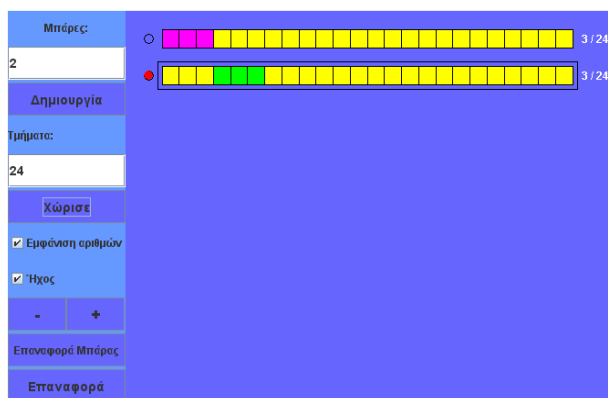 Μπάρες:
2
Δημιουργία
Τμήματα:
24
Χώρισε
Εμφάνιση αριθμών
Ήχος
- +
Επαναφορά Μπάρας
Επαναφορά
3 / 24
3 / 24